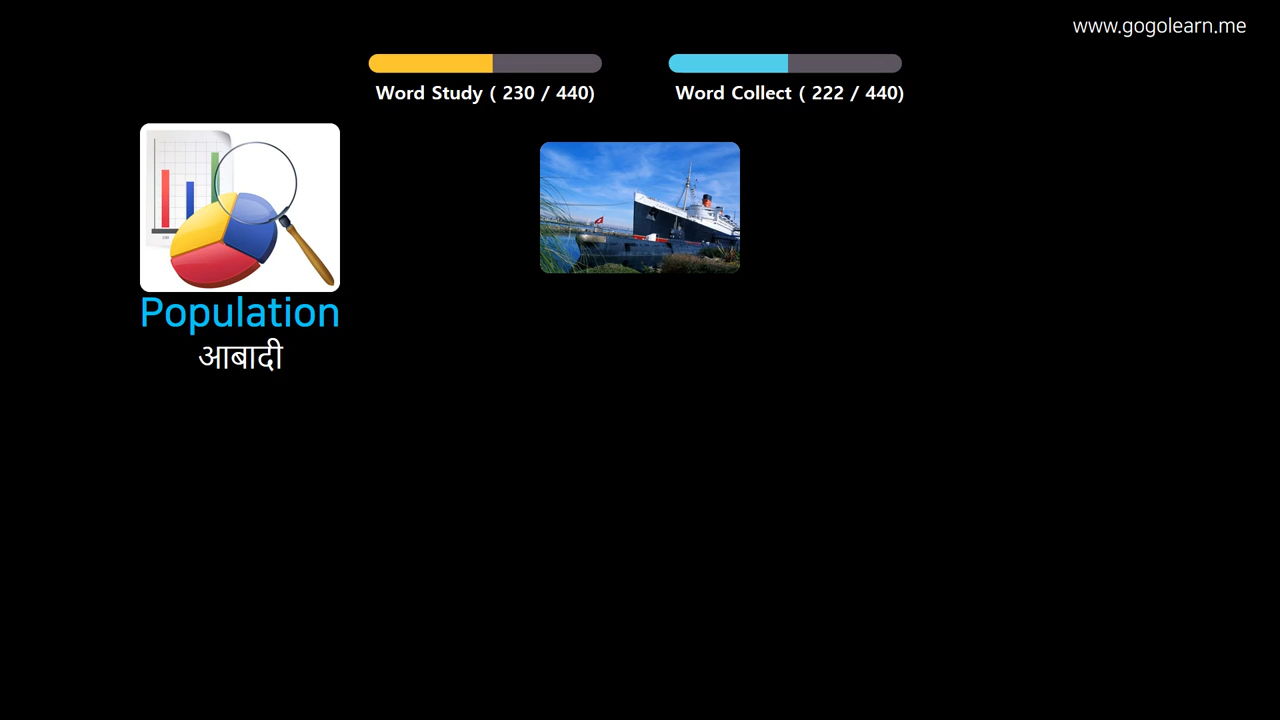 www.gogolearn.me
Word Study ( 230 / 440)
Word Collect ( 222 / 440)
Population
आबादी